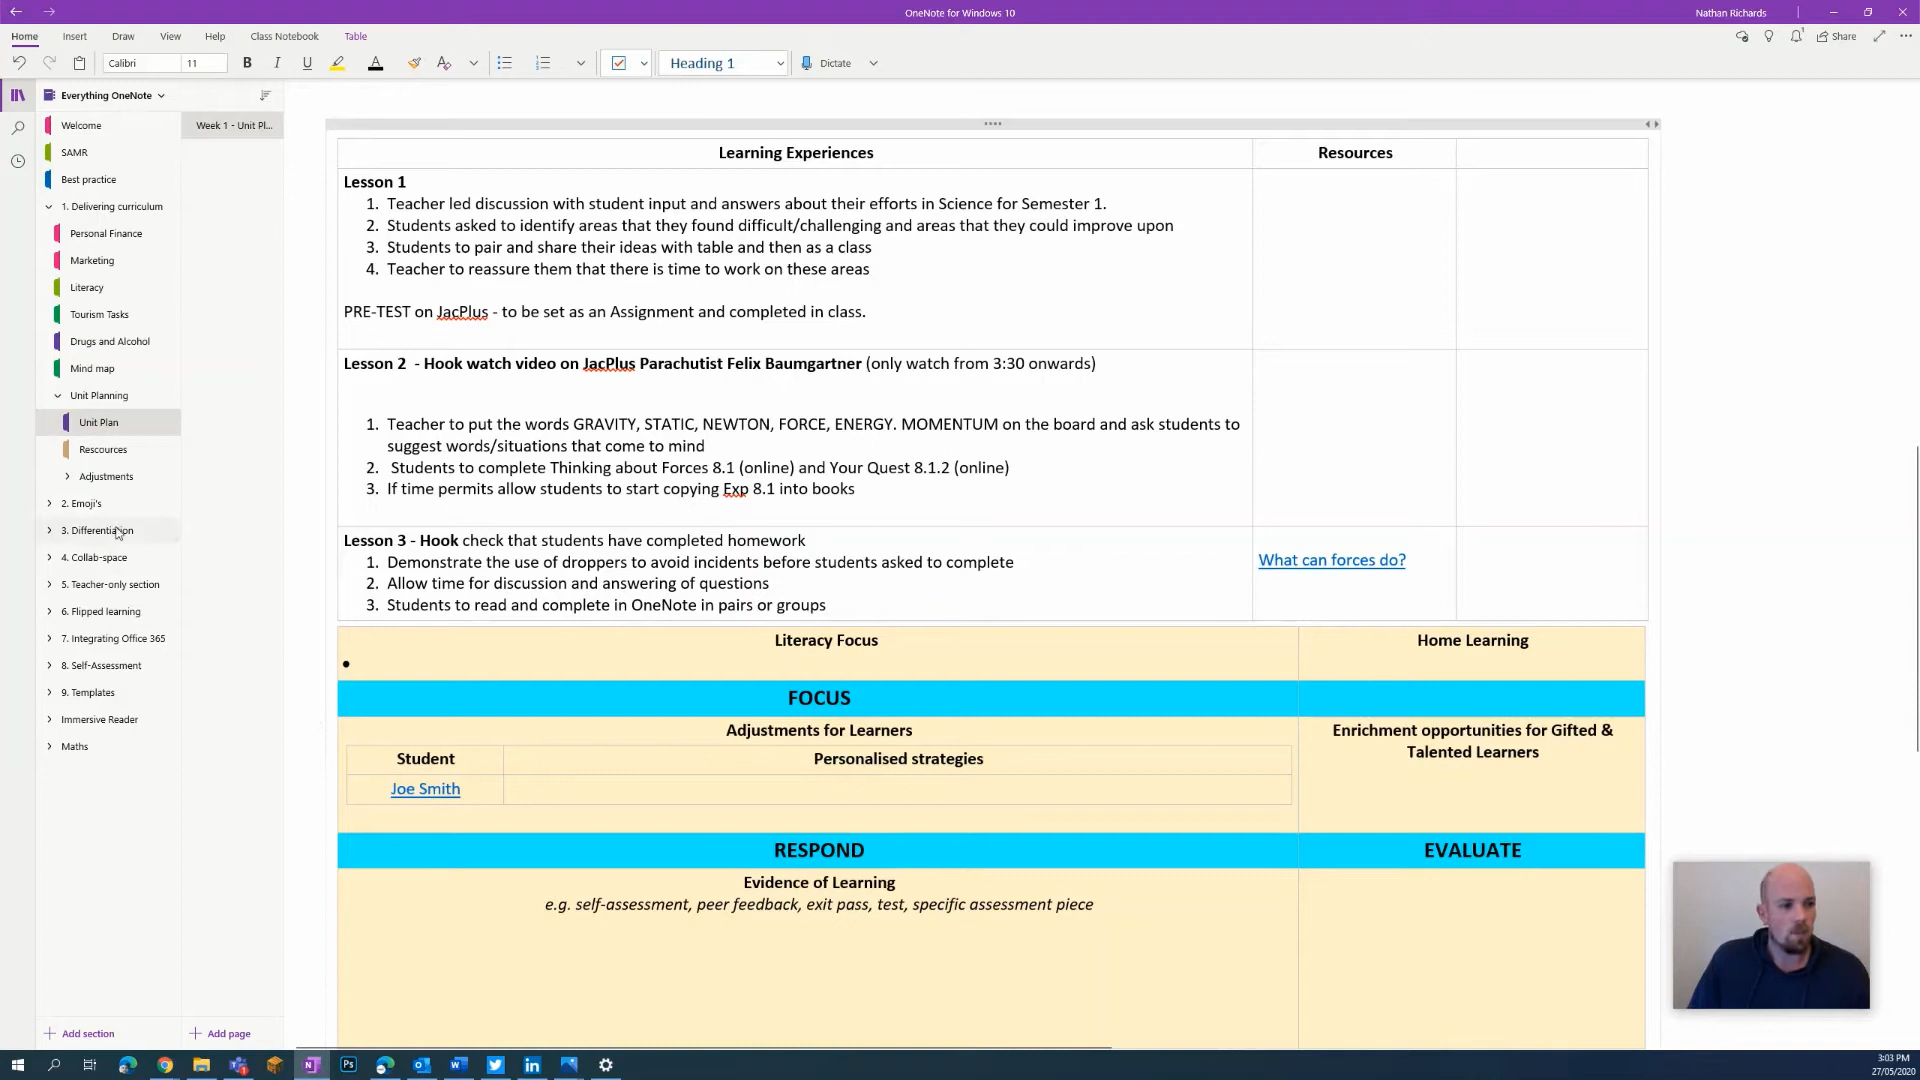 OneNote for Windows 10
Nathan Richards
Home Insert Draw View Help Class Notebook Table
Share
Calibri 11 B I U A Heading 1 Dictate
Everything OneNote
Welcome
SAMR
Best practice
1. Delivering curriculum
Personal Finance
Marketing
Literacy
Tourism Tasks
Drugs and Alcohol
Mind map
Unit Planning
Unit Plan
Rescources
Adjustments
2. Emoji's
3. Differentiation
4. Collab-space
5. Teacher-only section
6. Flipped learning
7. Integrating Office 365
8. Self-Assessment
9. Templates
Immersive Reader
Maths
Add section
Week 1 - Unit Pl...
Add page
Learning Experiences Resources
Lesson 1
1. Teacher led discussion with student input and answers about their efforts in Science for Semester 1.
2. Students asked to identify areas that they found difficult/challenging and areas that they could improve upon
3. Students to pair and share their ideas with table and then as a class
4. Teacher to reassure them that there is time to work on these areas
PRE-TEST on JacPlus - to be set as an Assignment and completed in class.
Lesson 2 - Hook watch video on JacPlus Parachutist Felix Baumgartner (only watch from 3:30 onwards)
1. Teacher to put the words GRAVITY, STATIC, NEWTON, FORCE, ENERGY. MOMENTUM on the board and ask students to
suggest words/situations that come to mind
2. Students to complete Thinking about Forces 8.1 (online) and Your Quest 8.1.2 (online)
3. If time permits allow students to start copying Exp 8.1 into books
Lesson 3 - Hook check that students have completed homework
1. Demonstrate the use of droppers to avoid incidents before students asked to complete
2. Allow time for discussion and answering of questions
3. Students to read and complete in OneNote in pairs or groups
What can forces do?
Literacy Focus Home Learning
•
FOCUS
Adjustments for Learners
Enrichment opportunities for Gifted &
Talented Learners
Student Personalised strategies
Joe Smith
RESPOND EVALUATE
Evidence of Learning
e.g. self-assessment, peer feedback, exit pass, test, specific assessment piece
3:03 PM
27/05/2020